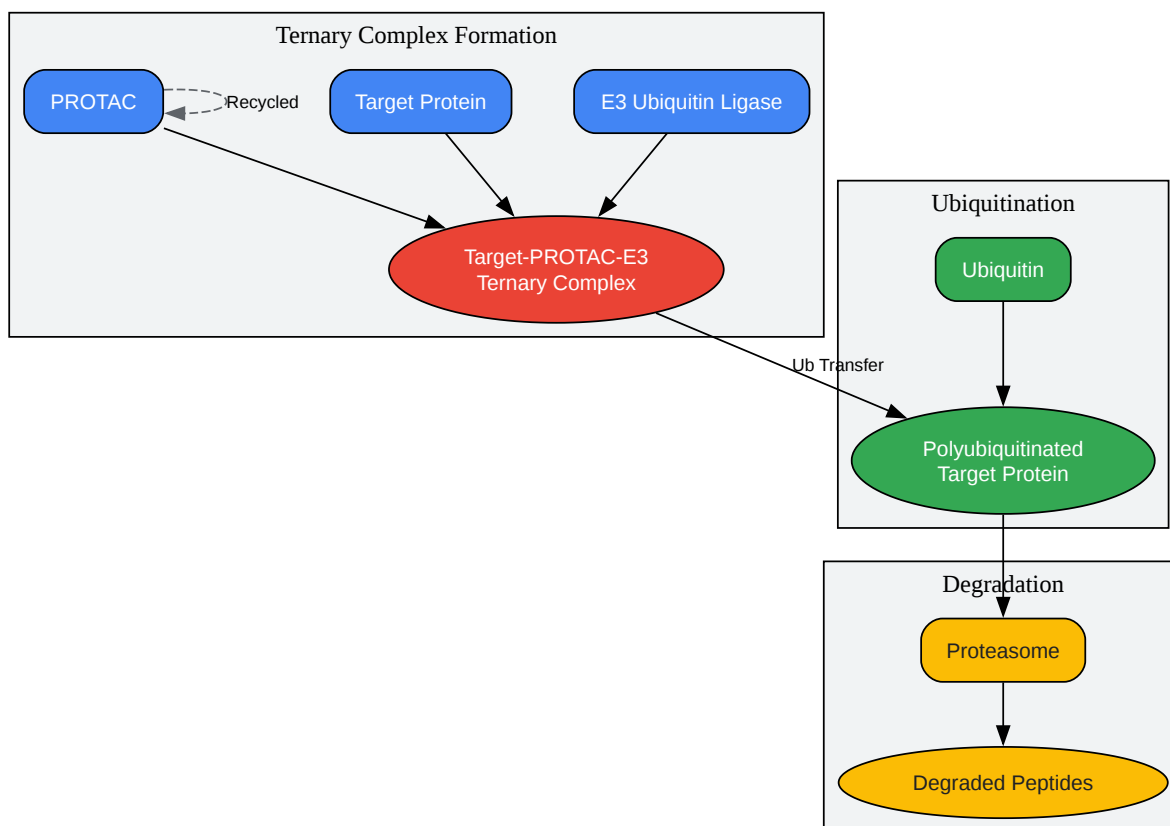 Ternary Complex Formation
PROTAC
Recycled
Target Protein
E3 Ubiquitin Ligase
Target-PROTAC-E3
Ternary Complex
Ub Transfer
Ubiquitination
Ubiquitin
Polyubiquitinated
Target Protein
Degradation
Proteasome
Degraded Peptides